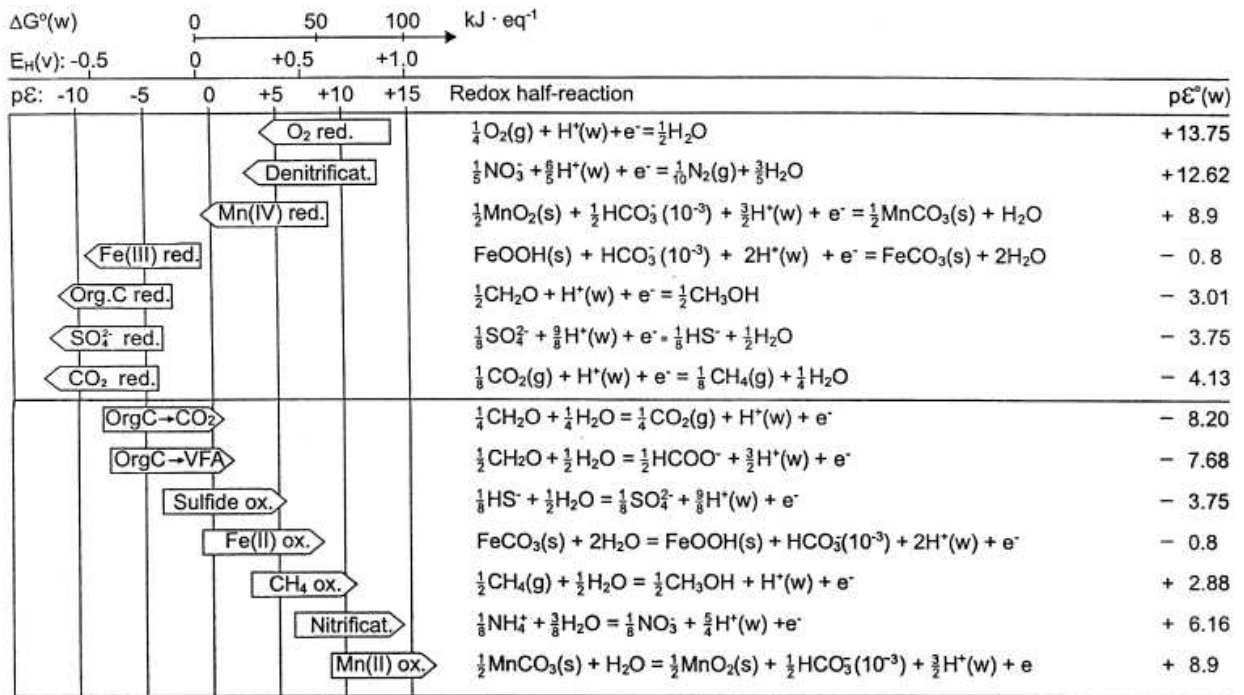 ΔG°(w) 0 50 100 kJ · eq⁻¹
E_H(v): -0.5 0 +0.5 +1.0
pƐ: -10 -5 0 +5 +10 +15 Redox half-reaction pƐ°(w)
O₂ red. ¼O₂(g) + H⁺(w)+e⁻=½H₂O +13.75
Denitrificat. ⅕NO₃⁻ + 6/5H⁺(w) + e⁻ = 1/10N₂(g)+ ⅗H₂O +12.62
Mn(IV) red. ½MnO₂(s) + ½HCO₃⁻(10⁻³) + 3/2H⁺(w) + e⁻ = ½MnCO₃(s) + H₂O + 8.9
Fe(III) red. FeOOH(s) + HCO₃⁻(10⁻³) + 2H⁺(w) + e⁻ = FeCO₃(s) + 2H₂O − 0.8
Org.C red. ½CH₂O + H⁺(w) + e⁻ = ½CH₃OH − 3.01
SO₄²⁻ red. ⅛SO₄²⁻ + 9/8H⁺(w) + e⁻ = ⅛HS⁻ + ½H₂O − 3.75
CO₂ red. ⅛CO₂(g) + H⁺(w) + e⁻ = ⅛CH₄(g) + ¼H₂O − 4.13
OrgC→CO₂ ¼CH₂O + ¼H₂O = ¼CO₂(g) + H⁺(w) + e⁻ − 8.20
OrgC→VFA ½CH₂O + ½H₂O = ½HCOO⁻ + 3/2H⁺(w) + e⁻ − 7.68
Sulfide ox. ⅛HS⁻ + ½H₂O = ⅛SO₄²⁻ + 9/8H⁺(w) + e⁻ − 3.75
Fe(II) ox. FeCO₃(s) + 2H₂O = FeOOH(s) + HCO₃⁻(10⁻³) + 2H⁺(w) + e⁻ − 0.8
CH₄ ox. ½CH₄(g) + ½H₂O = ½CH₃OH + H⁺(w) + e⁻ + 2.88
Nitrificat. ⅛NH₄⁺ + ⅜H₂O = ⅛NO₃⁻ + 5/4H⁺(w) +e⁻ + 6.16
Mn(II) ox. ½MnCO₃(s) + H₂O = ½MnO₂(s) + ½HCO₃⁻(10⁻³) + 3/2H⁺(w) + e + 8.9